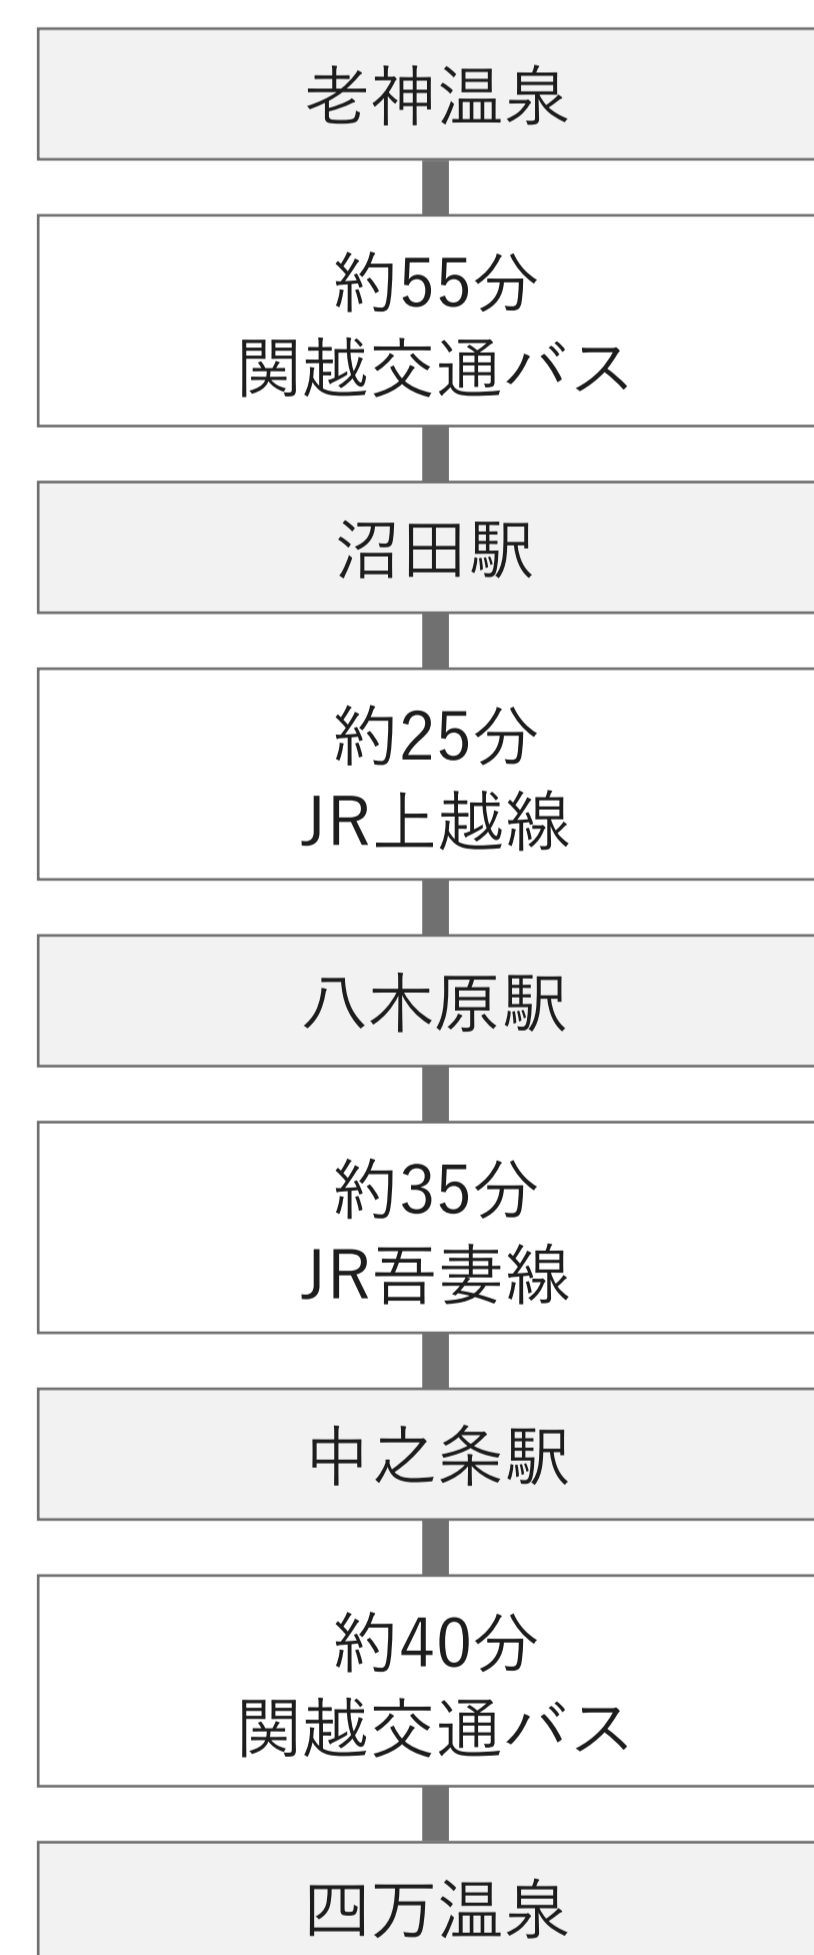 老神温泉
約55分
関越交通バス
沼田駅
約25分
JR上越線
八木原駅
約35分
JR吾妻線
中之条駅
約40分
関越交通バス
四万温泉